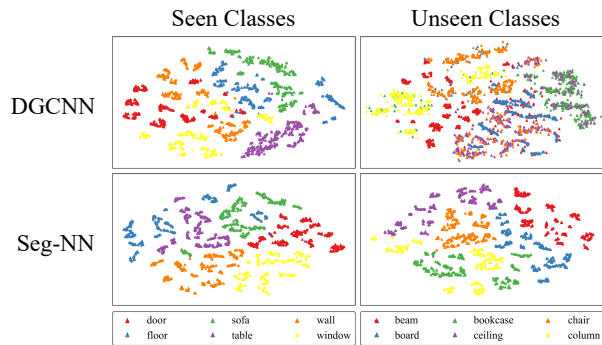 Seen Classes Unseen Classes
DGCNN
Seg-NN
door sofa wall beam bookcase chair
floor table window board ceiling column